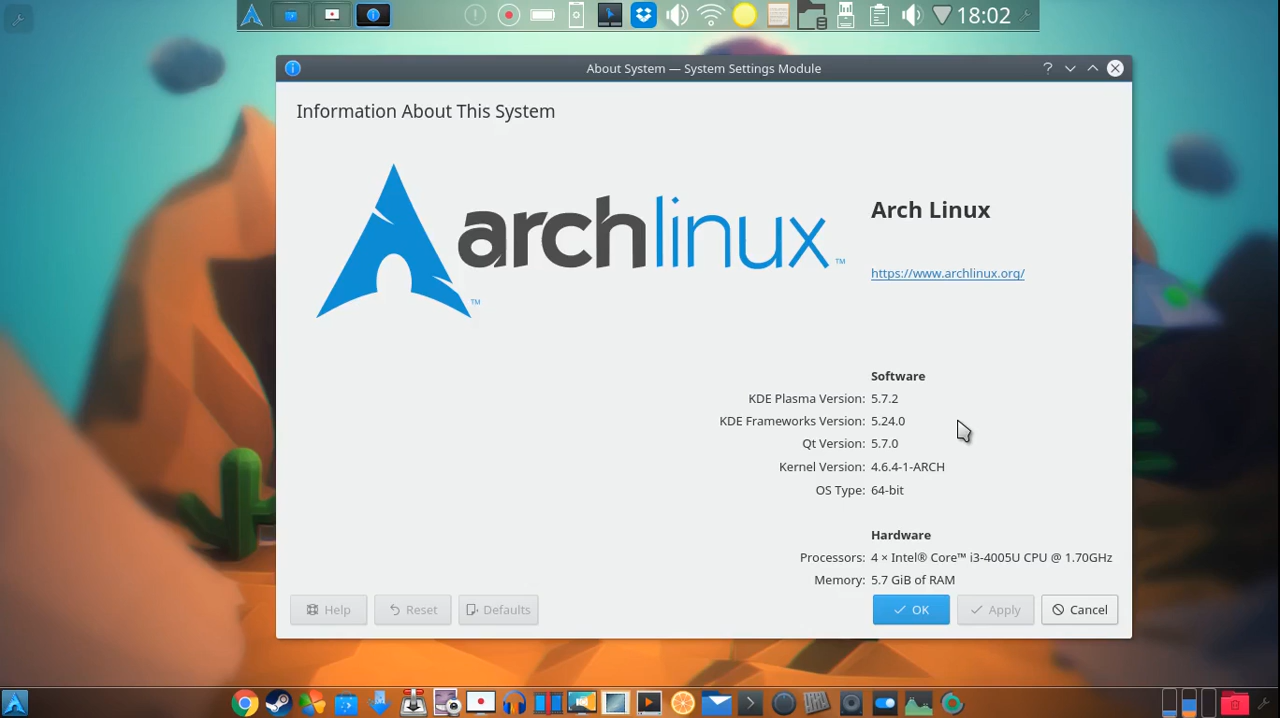 18:02
About System — System Settings Module
Information About This System
archlinux ™
™
Arch Linux
https://www.archlinux.org/
Software
KDE Plasma Version: 5.7.2
KDE Frameworks Version: 5.24.0
Qt Version: 5.7.0
Kernel Version: 4.6.4-1-ARCH
OS Type: 64-bit
Hardware
Processors: 4 × Intel® Core™ i3-4005U CPU @ 1.70GHz
Memory: 5.7 GiB of RAM
Help Reset Defaults OK Apply Cancel